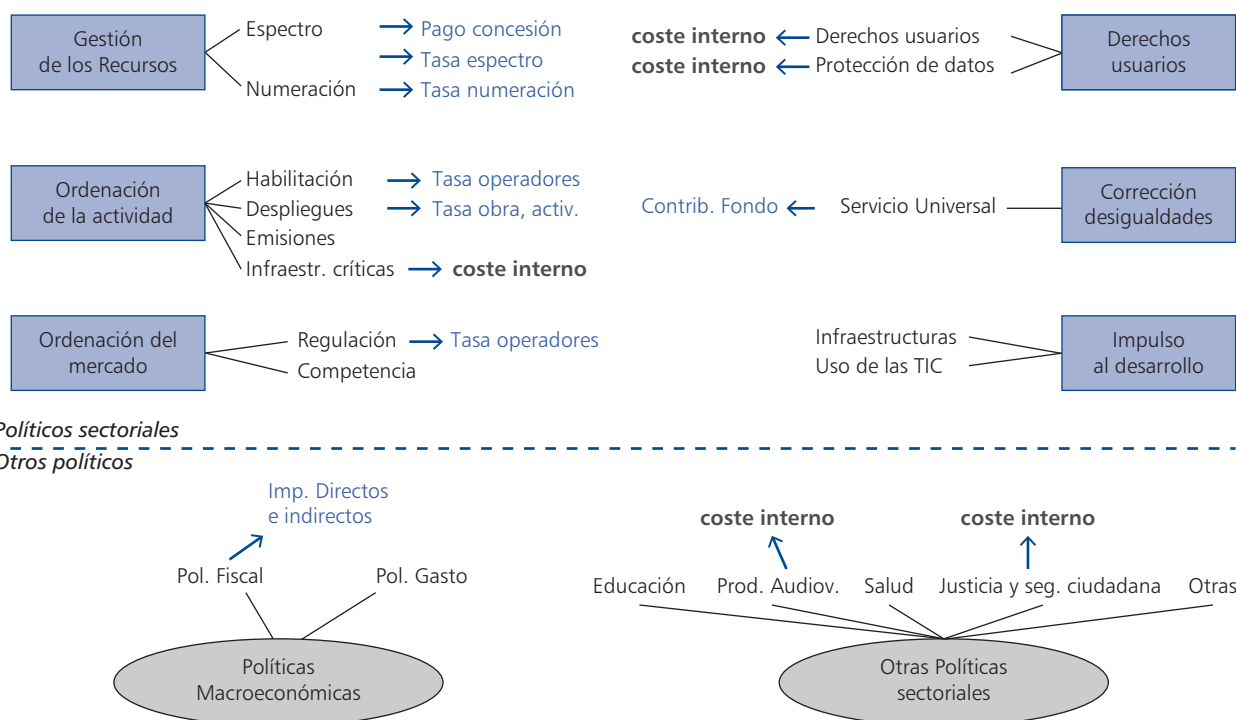 Gestión
de los Recursos
Espectro
Pago concesión
Tasa espectro
Numeración
Tasa numeración
coste interno
Derechos usuarios
coste interno
Protección de datos
Derechos
usuarios
Ordenación
de la actividad
Habilitación
Tasa operadores
Despliegues
Tasa obra, activ.
Emisiones
Infraestr. críticas
coste interno
Contrib. Fondo
Servicio Universal
Corrección
desigualdades
Ordenación del
mercado
Regulación
Tasa operadores
Competencia
Infraestructuras
Uso de las TIC
Impulso
al desarrollo
Políticos sectoriales
Otros políticos
Imp. Directos
e indirectos
Pol. Fiscal
Pol. Gasto
Políticas
Macroeconómicas
coste interno
coste interno
Educación
Prod. Audiov.
Salud
Justicia y seg. ciudadana
Otras
Otras Políticas
sectoriales